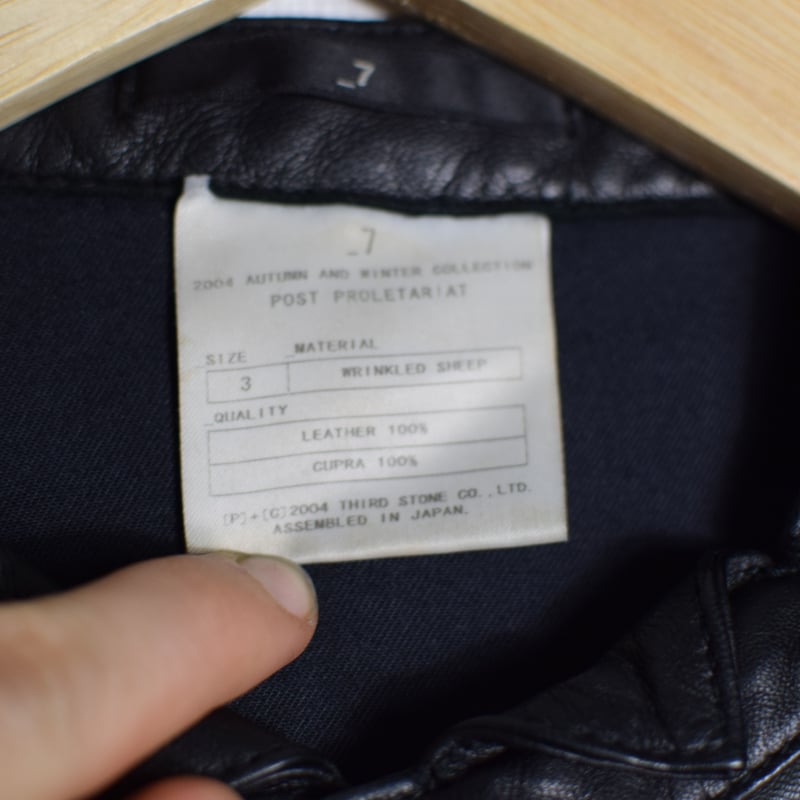 _7
_7
2004 AUTUMN AND WINTER COLLECTION
POST PROLETARIAT
_SIZE _MATERIAL
3 WRINKLED SHEEP
_QUALITY
LEATHER 100%
CUPRA 100%
[P]+[C]2004 THIRD STONE CO.,LTD.
ASSEMBLED IN JAPAN.